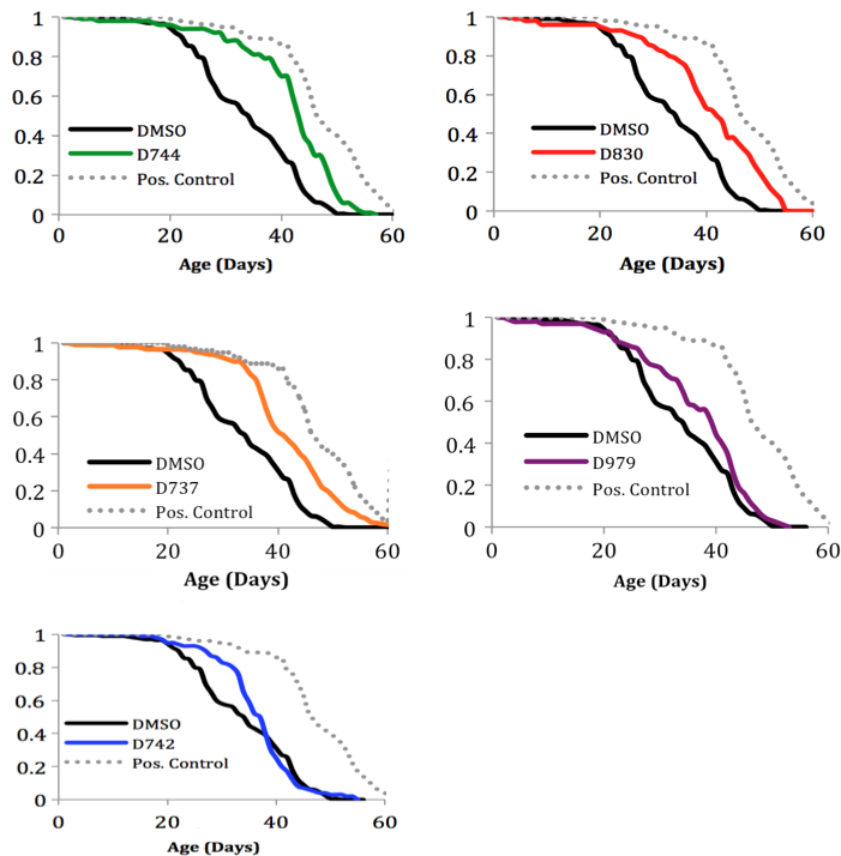 1
0.8
0.6
0.4
0.2
0
DMSO
D744
Pos. Control
0 20 40 60
Age (Days)
1
0.8
0.6
0.4
0.2
0
DMSO
D830
Pos. Control
0 20 40 60
Age (Days)
1
0.8
0.6
0.4
0.2
0
DMSO
D737
Pos. Control
0 20 40 60
Age (Days)
1
0.8
0.6
0.4
0.2
0
DMSO
D979
Pos. Control
0 20 40 60
Age (Days)
1
0.8
0.6
0.4
0.2
0
DMSO
D742
Pos. Control
0 20 40 60
Age (Days)